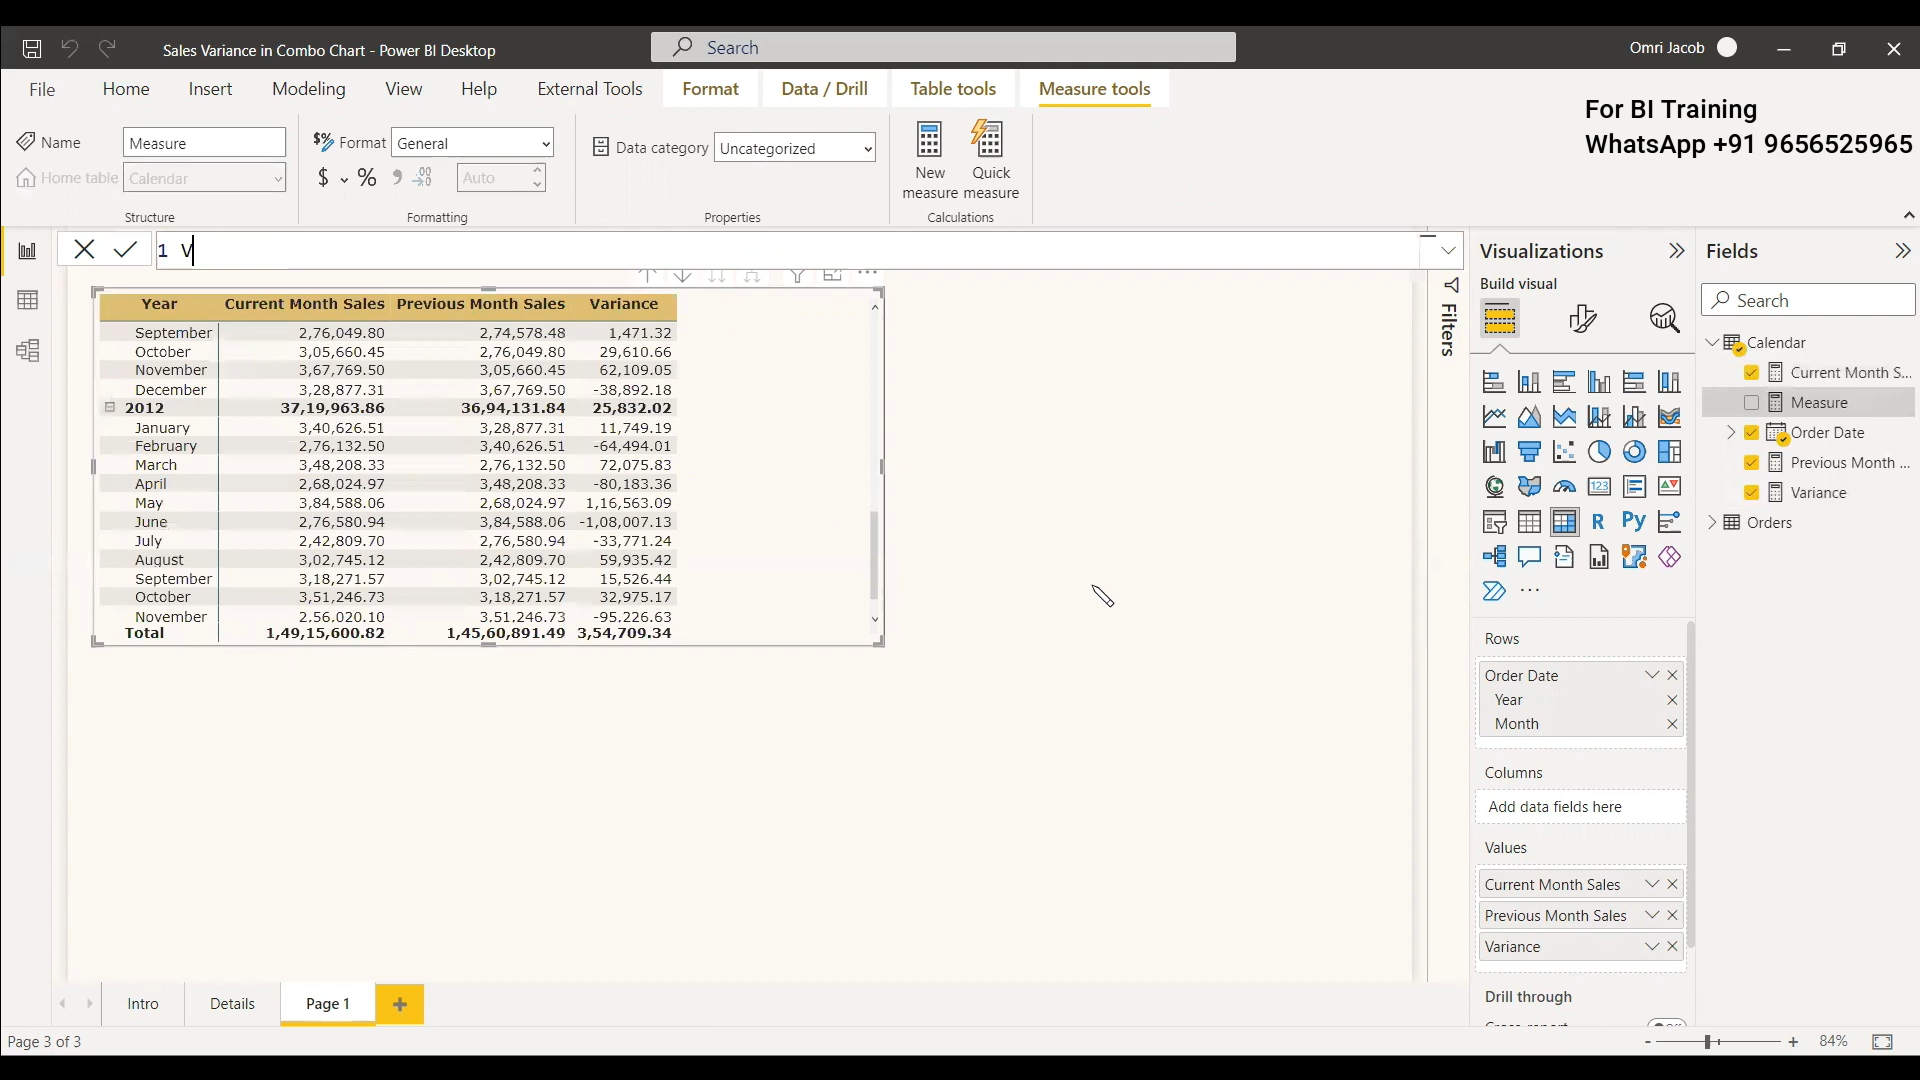 Sales Variance in Combo Chart - Power BI Desktop
Search
Omri Jacob
File Home Insert Modeling View Help External Tools Format Data / Drill Table tools Measure tools
For BI Training
WhatsApp +91 9656525965
Name Measure
Home table Calendar
Structure
$% Format General
$ % 9 .00 Auto
Formatting
Data category Uncategorized
Properties
New measure
Quick measure
Calculations
1 V
Year Current Month Sales Previous Month Sales Variance
September 2,76,049.80 2,74,578.48 1,471.32
October 3,05,660.45 2,76,049.80 29,610.66
November 3,67,769.50 3,05,660.45 62,109.05
December 3,28,877.31 3,67,769.50 -38,892.18
2012 37,19,963.86 36,94,131.84 25,832.02
January 3,40,626.51 3,28,877.31 11,749.19
February 2,76,132.50 3,40,626.51 -64,494.01
March 3,48,208.33 2,76,132.50 72,075.83
April 2,68,024.97 3,48,208.33 -80,183.36
May 3,84,588.06 2,68,024.97 1,16,563.09
June 2,76,580.94 3,84,588.06 -1,08,007.13
July 2,42,809.70 2,76,580.94 -33,771.24
August 3,02,745.12 2,42,809.70 59,935.42
September 3,18,271.57 3,02,745.12 15,526.44
October 3,51,246.73 3,18,271.57 32,975.17
November 2,56,020.10 3,51,246.73 -95,226.63
Total 1,49,15,600.82 1,45,60,891.49 3,54,709.34
Filters
Visualizations
Build visual
123
R Py
Rows
Order Date
Year
Month
Columns
Add data fields here
Values
Current Month Sales
Previous Month Sales
Variance
Drill through
Fields
Search
Calendar
Current Month S...
Measure
Order Date
Previous Month ...
Variance
Orders
Intro Details Page 1 +
Page 3 of 3
- + 84%